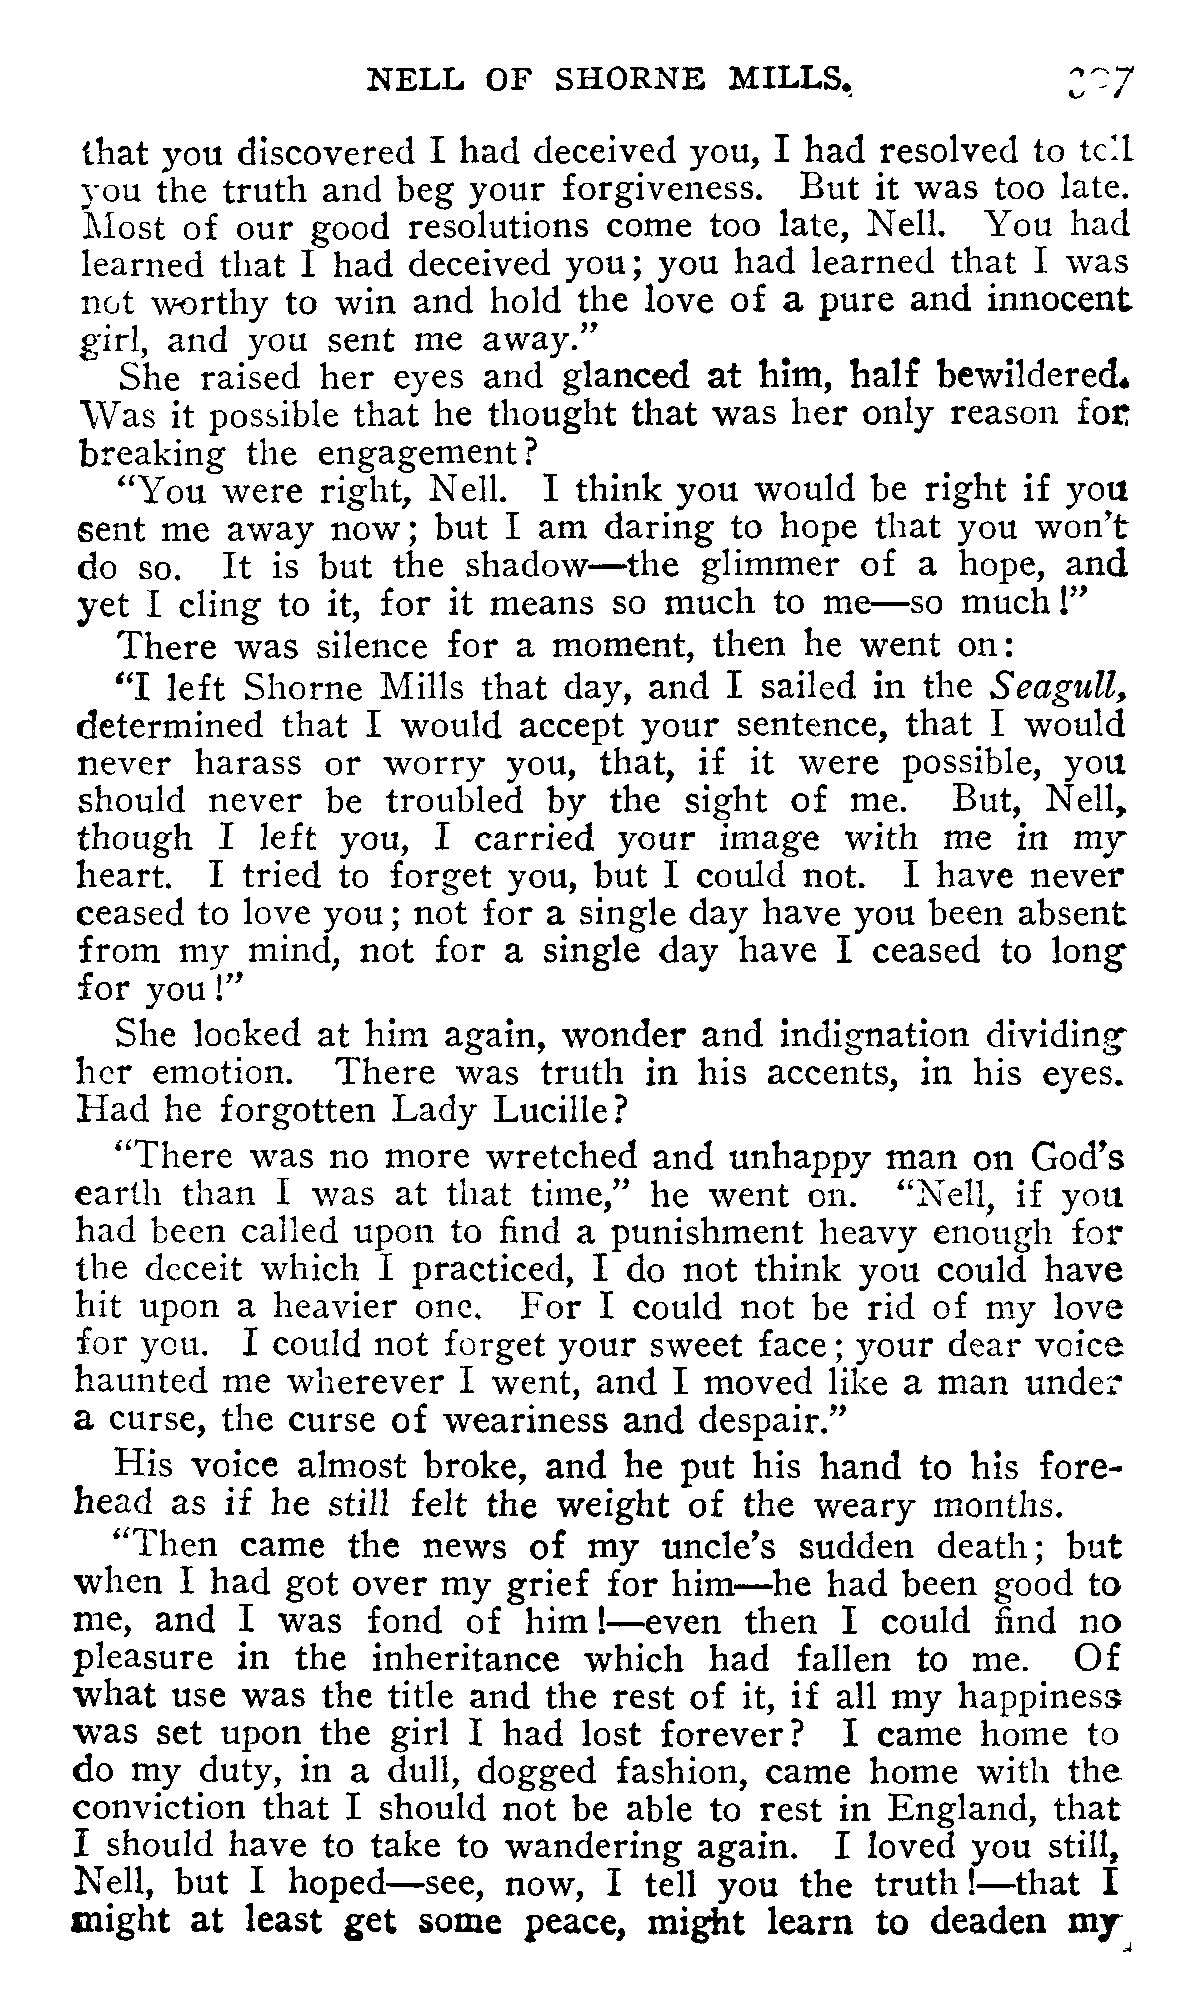 NELL OF SHORNE MILLS.
that you discovered I had deceived you, I had resolved to tell
you the truth and beg your forgiveness. But it was too late.
Most of our good resolutions come too late, Nell. You had
learned that I had deceived you; you had learned that I was
not worthy to win and hold the love of a pure and innocent
girl, and you sent me away."
She raised her eyes and glanced at him, half bewildered.
Was it possible that he thought that was her only reason for
breaking the engagement?
"You were right, Nell. I think you would be right if you
sent me away now; but I am daring to hope that you won't
do so. It is but the shadow—the glimmer of a hope, and
yet I cling to it, for it means so much to me—so much!"
There was silence for a moment, then he went on:
"I left Shorne Mills that day, and I sailed in the Seagull,
determined that I would accept your sentence, that I would
never harass or worry you, that, if it were possible, you
should never be troubled by the sight of me. But, Nell,
though I left you, I carried your image with me in my
heart. I tried to forget you, but I could not. I have never
ceased to love you; not for a single day have you been absent
from my mind, not for a single day have I ceased to long
for you!"
She looked at him again, wonder and indignation dividing
her emotion. There was truth in his accents, in his eyes.
Had he forgotten Lady Lucille?
"There was no more wretched and unhappy man on God's
earth than I was at that time," he went on. "Nell, if you
had been called upon to find a punishment heavy enough for
the deceit which I practiced, I do not think you could have
hit upon a heavier one. For I could not be rid of my love
for you. I could not forget your sweet face; your dear voice
haunted me wherever I went, and I moved like a man under
a curse, the curse of weariness and despair."
His voice almost broke, and he put his hand to his fore-
head as if he still felt the weight of the weary months.
"Then came the news of my uncle's sudden death; but
when I had got over my grief for him—he had been good to
me, and I was fond of him!—even then I could find no
pleasure in the inheritance which had fallen to me. Of
what use was the title and the rest of it, if all my happiness
was set upon the girl I had lost forever? I came home to
do my duty, in a dull, dogged fashion, came home with the
conviction that I should not be able to rest in England, that
I should have to take to wandering again. I loved you still,
Nell, but I hoped—see, now, I tell you the truth!—that I
might at least get some peace, might learn to deaden my